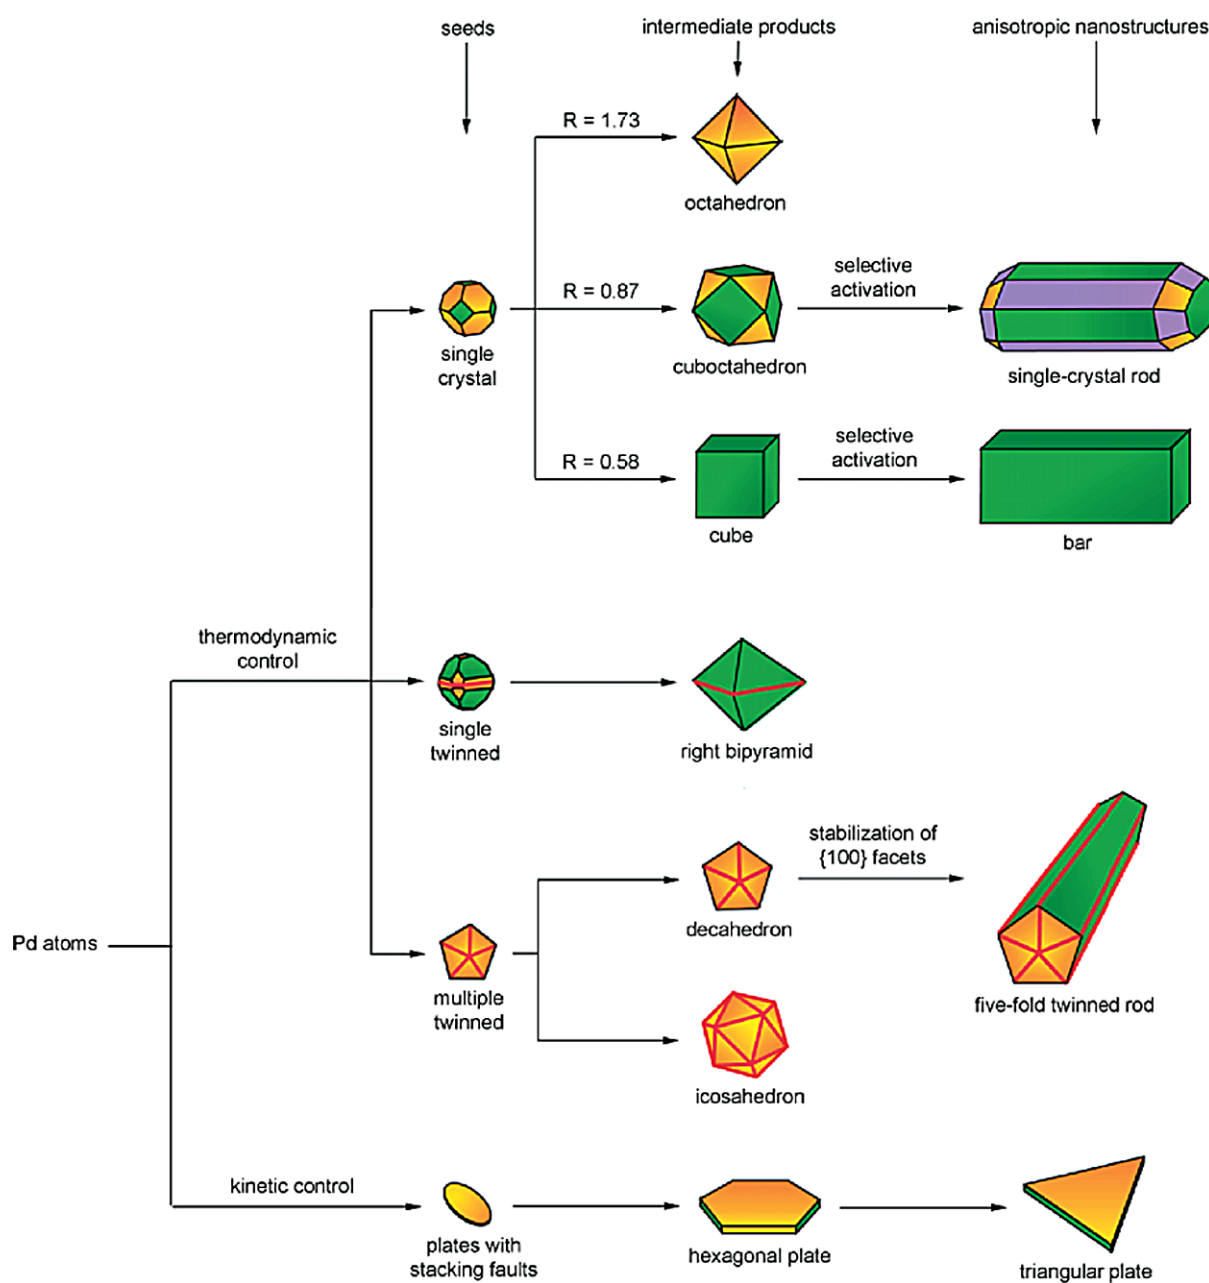 seeds
intermediate products
anisotropic nanostructures
R = 1.73
octahedron
R = 0.87
selective
activation
single
crystal
cuboctahedron
single-crystal rod
R = 0.58
selective
activation
cube
bar
thermodynamic
control
single
twinned
right bipyramid
stabilization of
{100} facets
decahedron
Pd atoms
multiple
twinned
five-fold twinned rod
icosahedron
kinetic control
plates with
stacking faults
hexagonal plate
triangular plate